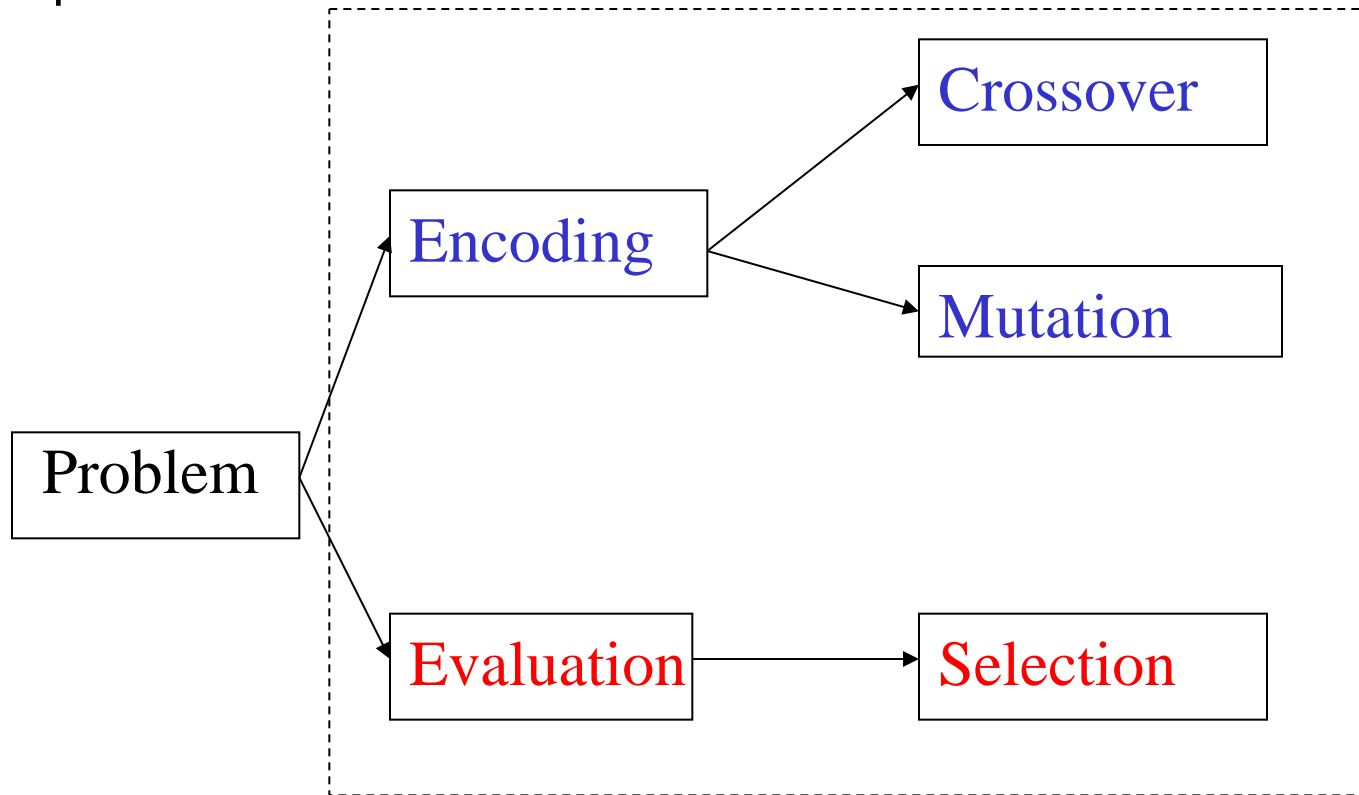 Crossover
Encoding
Mutation
Problem
Evaluation
Selection